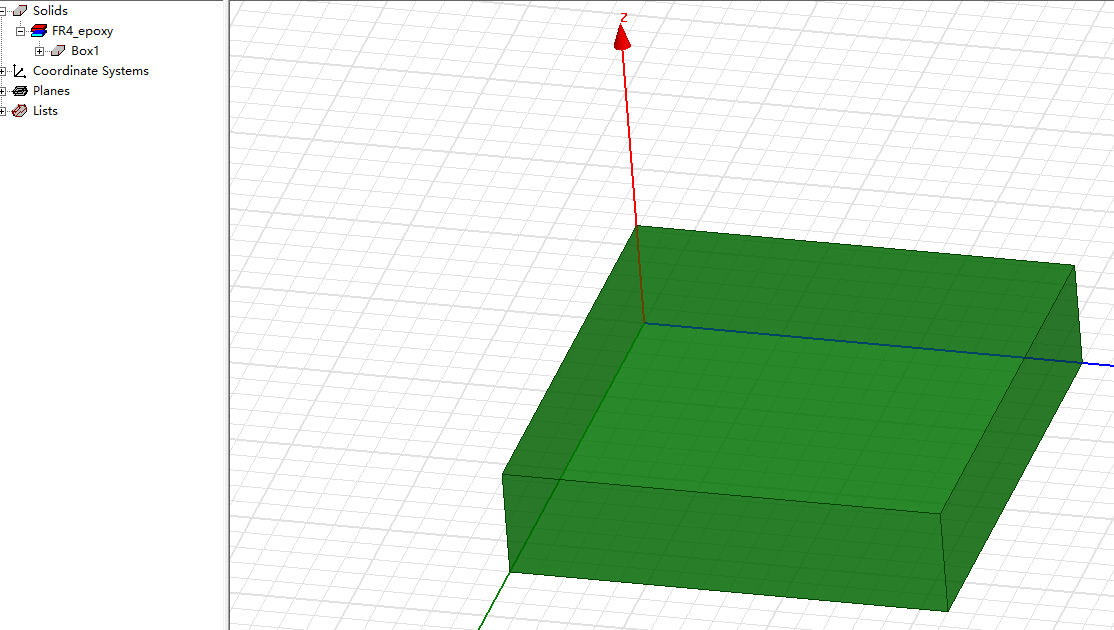 Solids
FR4_epoxy
Box1
Coordinate Systems
Planes
Lists
Z